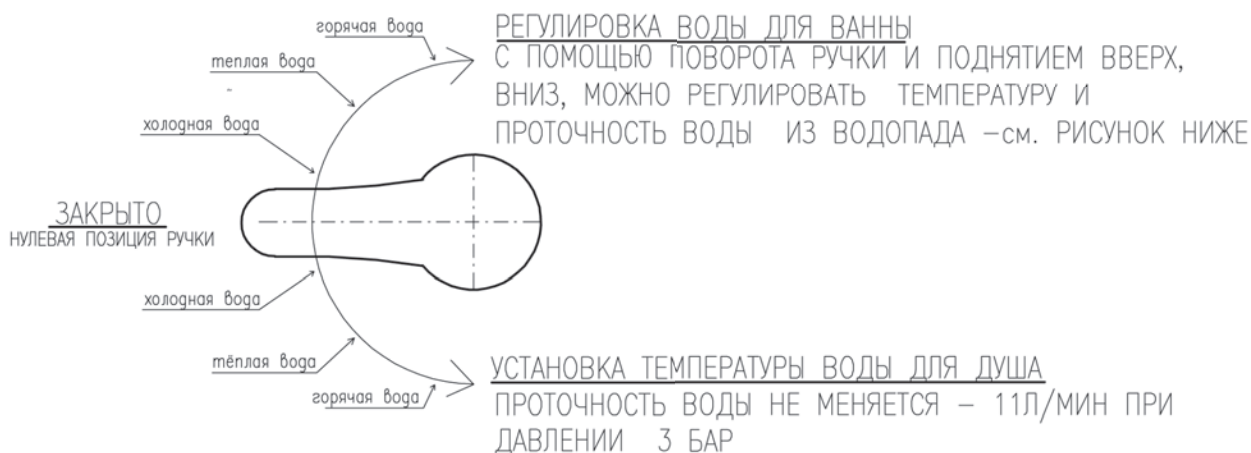 горячая вода
теплая вода
холодная вода
РЕГУЛИРОВКА ВОДЫ ДЛЯ ВАННЫ
С ПОМОЩЬЮ ПОВОРОТА РУЧКИ И ПОДНЯТИЕМ ВВЕРХ,
ВНИЗ, МОЖНО РЕГУЛИРОВАТЬ ТЕМПЕРАТУРУ И
ПРОТОЧНОСТЬ ВОДЫ ИЗ ВОДОПАДА –см. РИСУНОК НИЖЕ
ЗАКРЫТО
НУЛЕВАЯ ПОЗИЦИЯ РУЧКИ
холодная вода
тёплая вода
горячая вода
УСТАНОВКА ТЕМПЕРАТУРЫ ВОДЫ ДЛЯ ДУША
ПРОТОЧНОСТЬ ВОДЫ НЕ МЕНЯЕТСЯ – 11Л/МИН ПРИ
ДАВЛЕНИИ 3 БАР